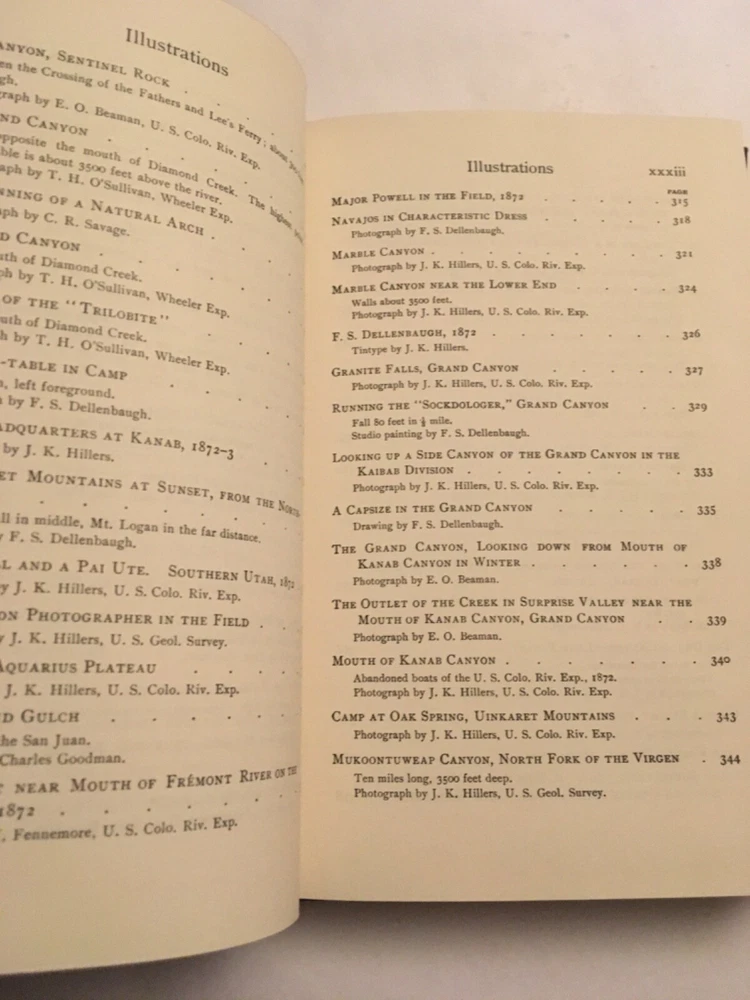 Illustrations
ANYON, SENTINEL ROCK
en the Crossing of the Fathers and Lee's Ferry; about
gh.
raph by E. O. Beaman, U. S. Colo. Riv. Exp.
ND CANYON
opposite the mouth of Diamond Creek. The highest
ble is about 3500 feet above the river.
aph by T. H. O'Sullivan, Wheeler Exp.
NNING OF A NATURAL ARCH
ph by C. R. Savage.
D CANYON
uth of Diamond Creek.
ph by T. H. O'Sullivan, Wheeler Exp.
OF THE "TRILOBITE"
uth of Diamond Creek.
h by T. H. O'Sullivan, Wheeler Exp.
-TABLE IN CAMP
n, left foreground.
h by F. S. Dellenbaugh.
ADQUARTERS AT KANAB, 1872-3
by J. K. Hillers.
ET MOUNTAINS AT SUNSET, FROM THE NORTH-
ll in middle, Mt. Logan in the far distance.
y F. S. Dellenbaugh.
LL AND A PAI UTE. SOUTHERN UTAH, 1872
y J. K. Hillers, U. S. Colo. Riv. Exp.
ON PHOTOGRAPHER IN THE FIELD .
y J. K. Hillers, U. S. Geol. Survey.
AQUARIUS PLATEAU . . . .
J. K. Hillers, U. S. Colo. Riv. Exp.
D GULCH . . . . . .
he San Juan.
Charles Goodman.
T NEAR MOUTH OF FRÉMONT RIVER ON THE
1872 . . . . . .
. Fennemore, U. S. Colo. Riv. Exp.
Illustrations xxxiii
PAGE
MAJOR POWELL IN THE FIELD, 1872 . . . . . 315
NAVAJOS IN CHARACTERISTIC DRESS . . . . . 318
Photograph by F. S. Dellenbaugh.
MARBLE CANYON . . . . . . . . 321
Photograph by J. K. Hillers, U. S. Colo. Riv. Exp.
MARBLE CANYON NEAR THE LOWER END . . . . 324
Walls about 3500 feet.
Photograph by J. K. Hillers, U. S. Colo. Riv. Exp.
F. S. DELLENBAUGH, 1872 . . . . . . . 326
Tintype by J. K. Hillers.
GRANITE FALLS, GRAND CANYON . . . . . 327
Photograph by J. K. Hillers, U. S. Colo. Riv. Exp.
RUNNING THE "SOCKDOLOGER," GRAND CANYON . . 329
Fall 80 feet in ⅓ mile.
Studio painting by F. S. Dellenbaugh.
LOOKING UP A SIDE CANYON OF THE GRAND CANYON IN THE
KAIBAB DIVISION . . . . . . . 333
Photograph by J. K. Hillers, U. S. Colo. Riv. Exp.
A CAPSIZE IN THE GRAND CANYON . . . . . 335
Drawing by F. S. Dellenbaugh.
THE GRAND CANYON, LOOKING DOWN FROM MOUTH OF
KANAB CANYON IN WINTER . . . . . 338
Photograph by E. O. Beaman.
THE OUTLET OF THE CREEK IN SURPRISE VALLEY NEAR THE
MOUTH OF KANAB CANYON, GRAND CANYON . . 339
Photograph by E. O. Beaman.
MOUTH OF KANAB CANYON . . . . . . . 340
Abandoned boats of the U. S. Colo. Riv. Exp., 1872.
Photograph by J. K. Hillers, U. S. Colo. Riv. Exp.
CAMP AT OAK SPRING, UINKARET MOUNTAINS . . . 343
Photograph by J. K. Hillers, U. S. Colo. Riv. Exp.
MUKOONTUWEAP CANYON, NORTH FORK OF THE VIRGEN . 344
Ten miles long, 3500 feet deep.
Photograph by J. K. Hillers, U. S. Geol. Survey.